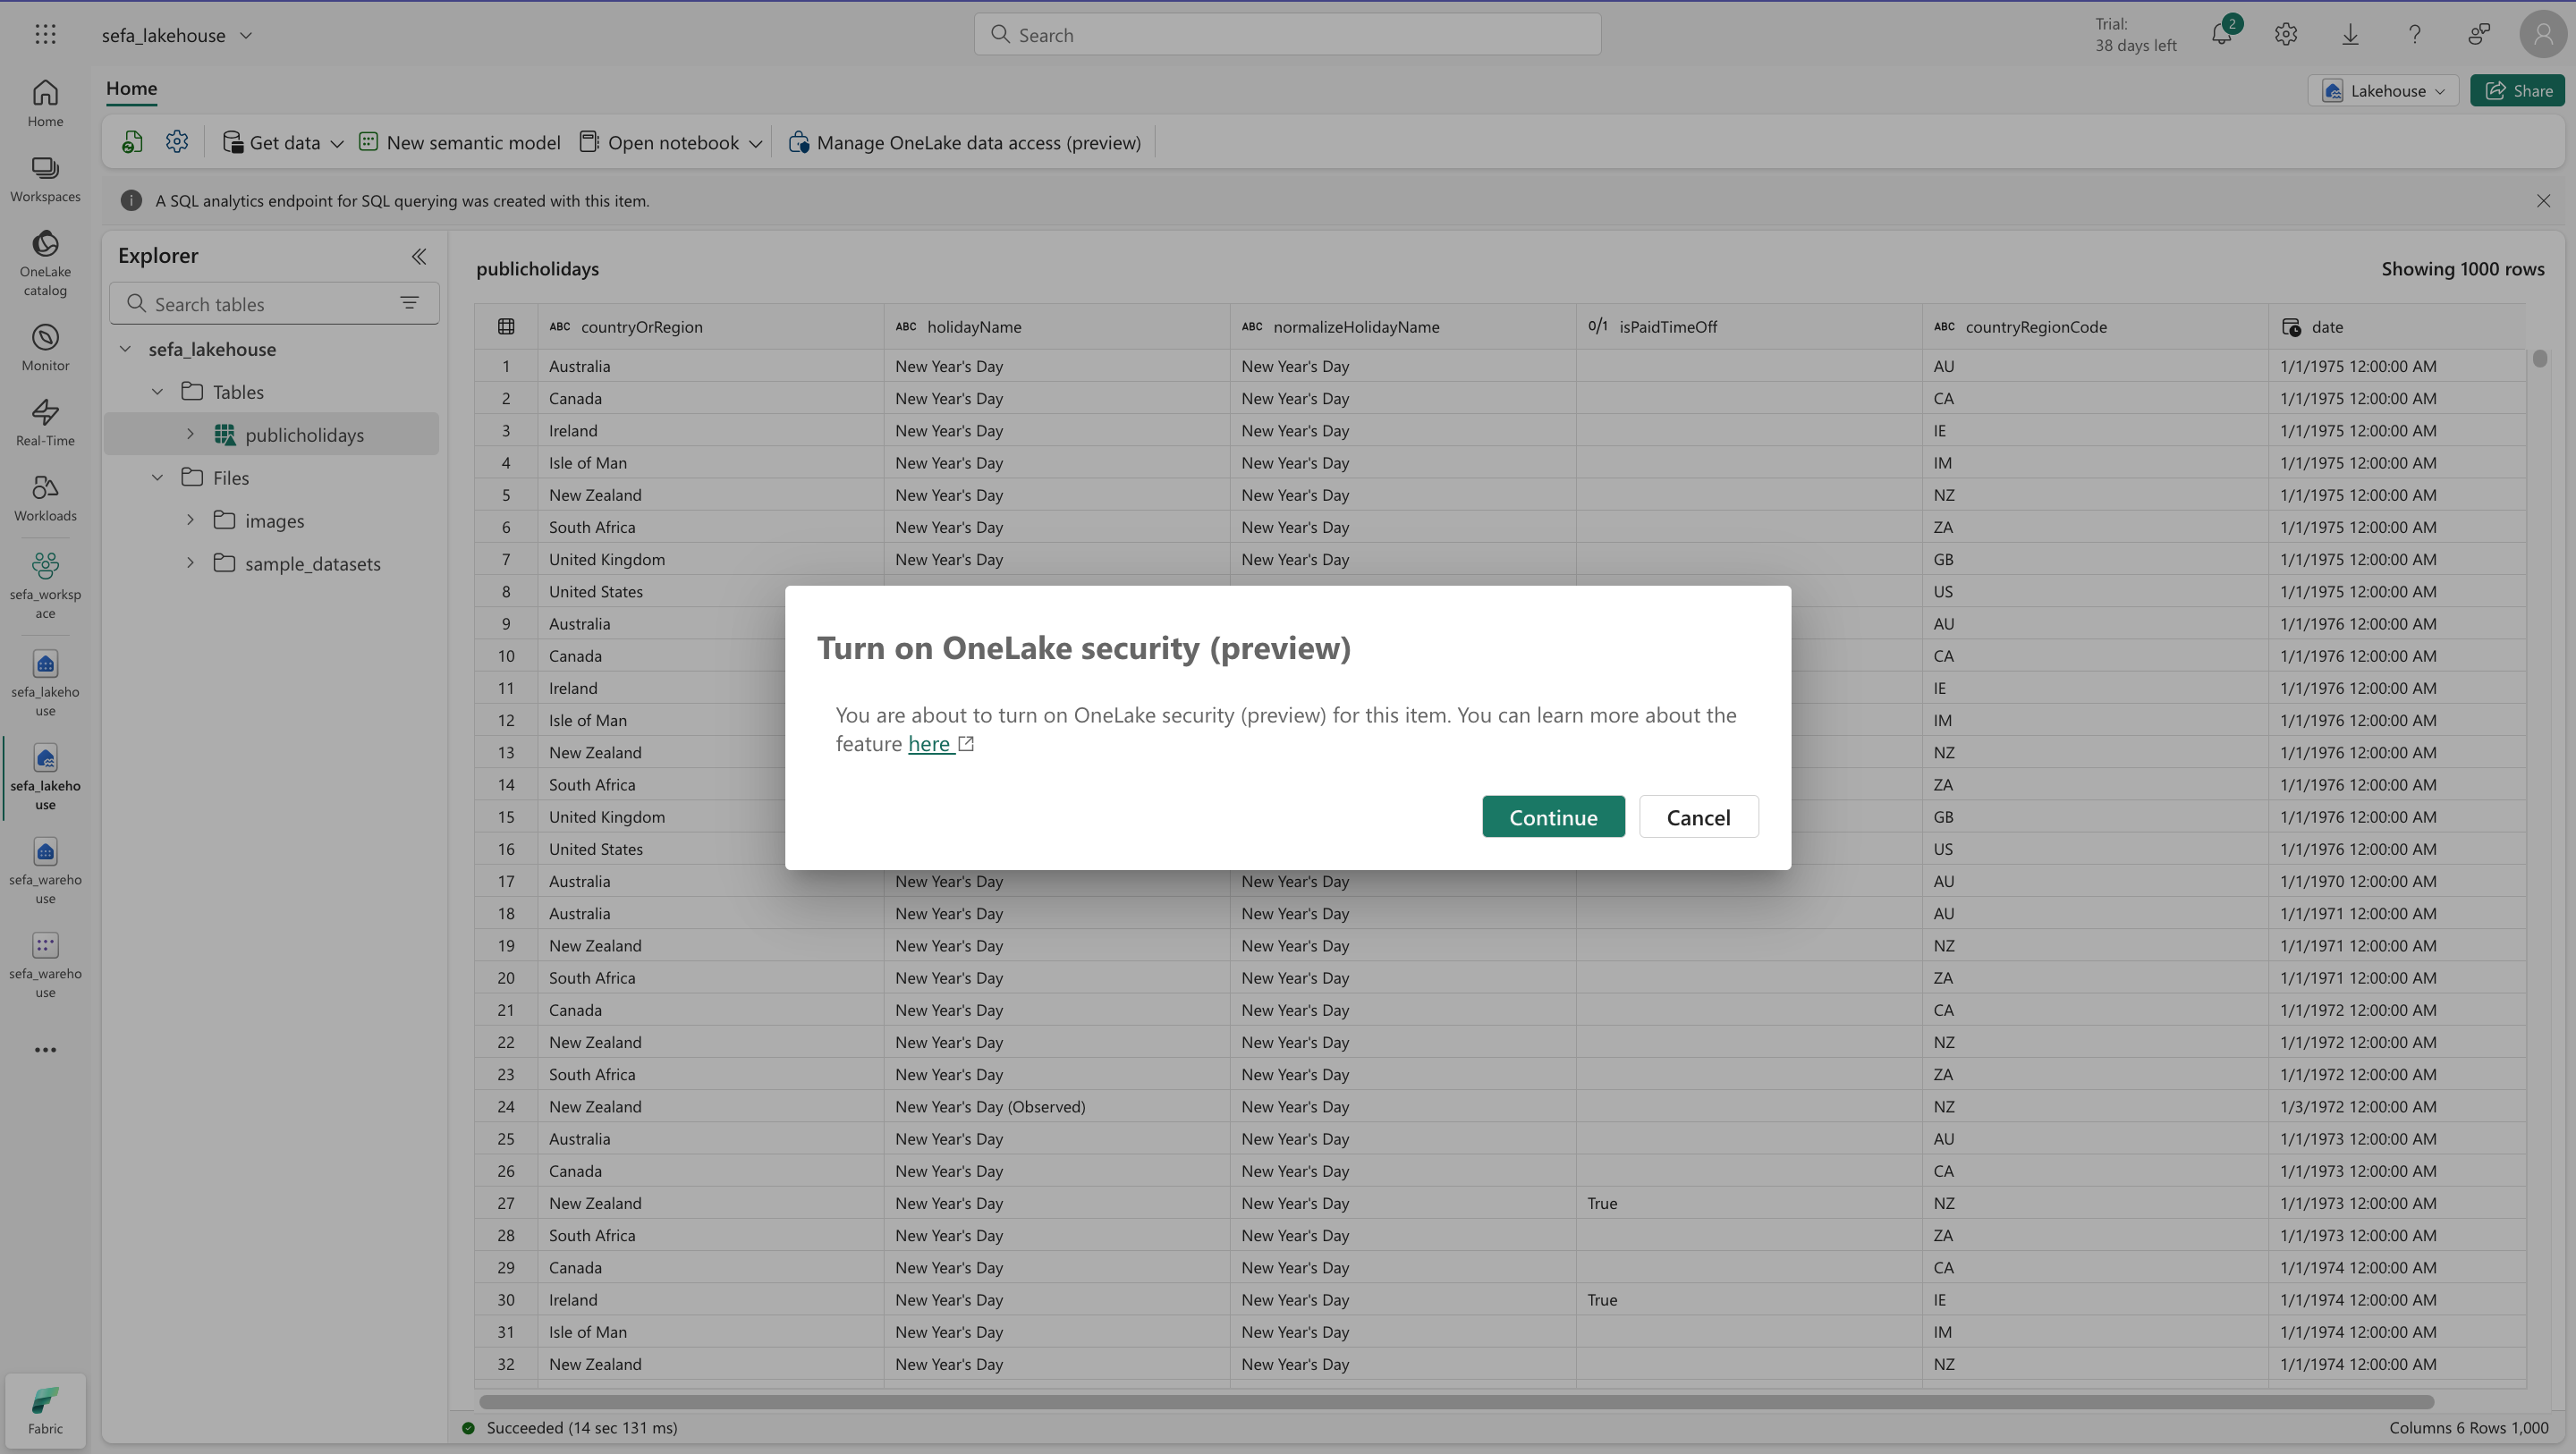 sefa_lakehouse
Search
Trial:
38 days left
2
Home
Lakehouse
Share
Get data
New semantic model
Open notebook
Manage OneLake data access (preview)
A SQL analytics endpoint for SQL querying was created with this item.
Home
Workspaces
OneLake
catalog
Monitor
Real-Time
Workloads
sefa_worksp
ace
sefa_lakeho
use
sefa_lakeho
use
sefa_wareho
use
sefa_wareho
use
Fabric
Explorer
Search tables
sefa_lakehouse
Tables
publicholidays
Files
images
sample_datasets
publicholidays
Showing 1000 rows
ABC countryOrRegion ABC holidayName ABC normalizeHolidayName 0/1 isPaidTimeOff ABC countryRegionCode date
1 Australia New Year's Day New Year's Day AU 1/1/1975 12:00:00 AM
2 Canada New Year's Day New Year's Day CA 1/1/1975 12:00:00 AM
3 Ireland New Year's Day New Year's Day IE 1/1/1975 12:00:00 AM
4 Isle of Man New Year's Day New Year's Day IM 1/1/1975 12:00:00 AM
5 New Zealand New Year's Day New Year's Day NZ 1/1/1975 12:00:00 AM
6 South Africa New Year's Day New Year's Day ZA 1/1/1975 12:00:00 AM
7 United Kingdom New Year's Day New Year's Day GB 1/1/1975 12:00:00 AM
8 United States US 1/1/1975 12:00:00 AM
9 Australia AU 1/1/1976 12:00:00 AM
10 Canada CA 1/1/1976 12:00:00 AM
11 Ireland IE 1/1/1976 12:00:00 AM
12 Isle of Man IM 1/1/1976 12:00:00 AM
13 New Zealand NZ 1/1/1976 12:00:00 AM
14 South Africa ZA 1/1/1976 12:00:00 AM
15 United Kingdom GB 1/1/1976 12:00:00 AM
16 United States US 1/1/1976 12:00:00 AM
17 Australia New Year's Day New Year's Day AU 1/1/1970 12:00:00 AM
18 Australia New Year's Day New Year's Day AU 1/1/1971 12:00:00 AM
19 New Zealand New Year's Day New Year's Day NZ 1/1/1971 12:00:00 AM
20 South Africa New Year's Day New Year's Day ZA 1/1/1971 12:00:00 AM
21 Canada New Year's Day New Year's Day CA 1/1/1972 12:00:00 AM
22 New Zealand New Year's Day New Year's Day NZ 1/1/1972 12:00:00 AM
23 South Africa New Year's Day New Year's Day ZA 1/1/1972 12:00:00 AM
24 New Zealand New Year's Day (Observed) New Year's Day NZ 1/3/1972 12:00:00 AM
25 Australia New Year's Day New Year's Day AU 1/1/1973 12:00:00 AM
26 Canada New Year's Day New Year's Day CA 1/1/1973 12:00:00 AM
27 New Zealand New Year's Day New Year's Day True NZ 1/1/1973 12:00:00 AM
28 South Africa New Year's Day New Year's Day ZA 1/1/1973 12:00:00 AM
29 Canada New Year's Day New Year's Day CA 1/1/1974 12:00:00 AM
30 Ireland New Year's Day New Year's Day True IE 1/1/1974 12:00:00 AM
31 Isle of Man New Year's Day New Year's Day IM 1/1/1974 12:00:00 AM
32 New Zealand New Year's Day New Year's Day NZ 1/1/1974 12:00:00 AM
Turn on OneLake security (preview)
You are about to turn on OneLake security (preview) for this item. You can learn more about the
feature here
Continue
Cancel
Succeeded (14 sec 131 ms)
Columns 6 Rows 1,000